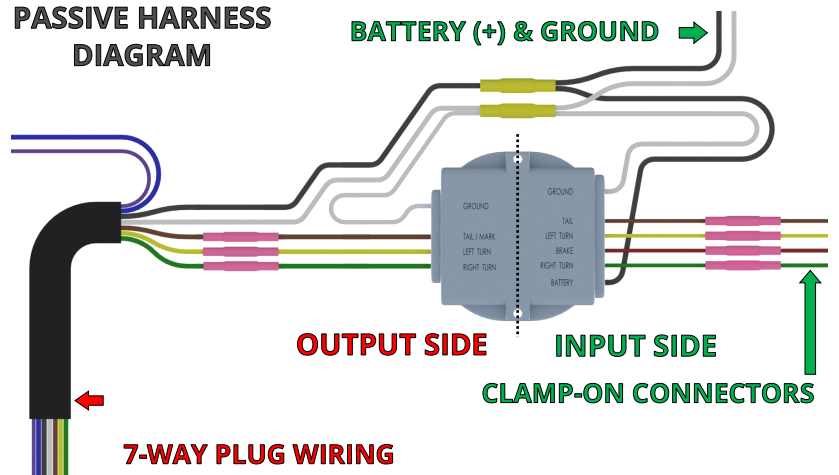 PASSIVE HARNESS
DIAGRAM
BATTERY (+) & GROUND
GROUND
TAIL / MARK
LEFT TURN
RIGHT TURN
GROUND
TAIL
LEFT TURN
BRAKE
RIGHT TURN
BATTERY
OUTPUT SIDE
INPUT SIDE
CLAMP-ON CONNECTORS
7-WAY PLUG WIRING